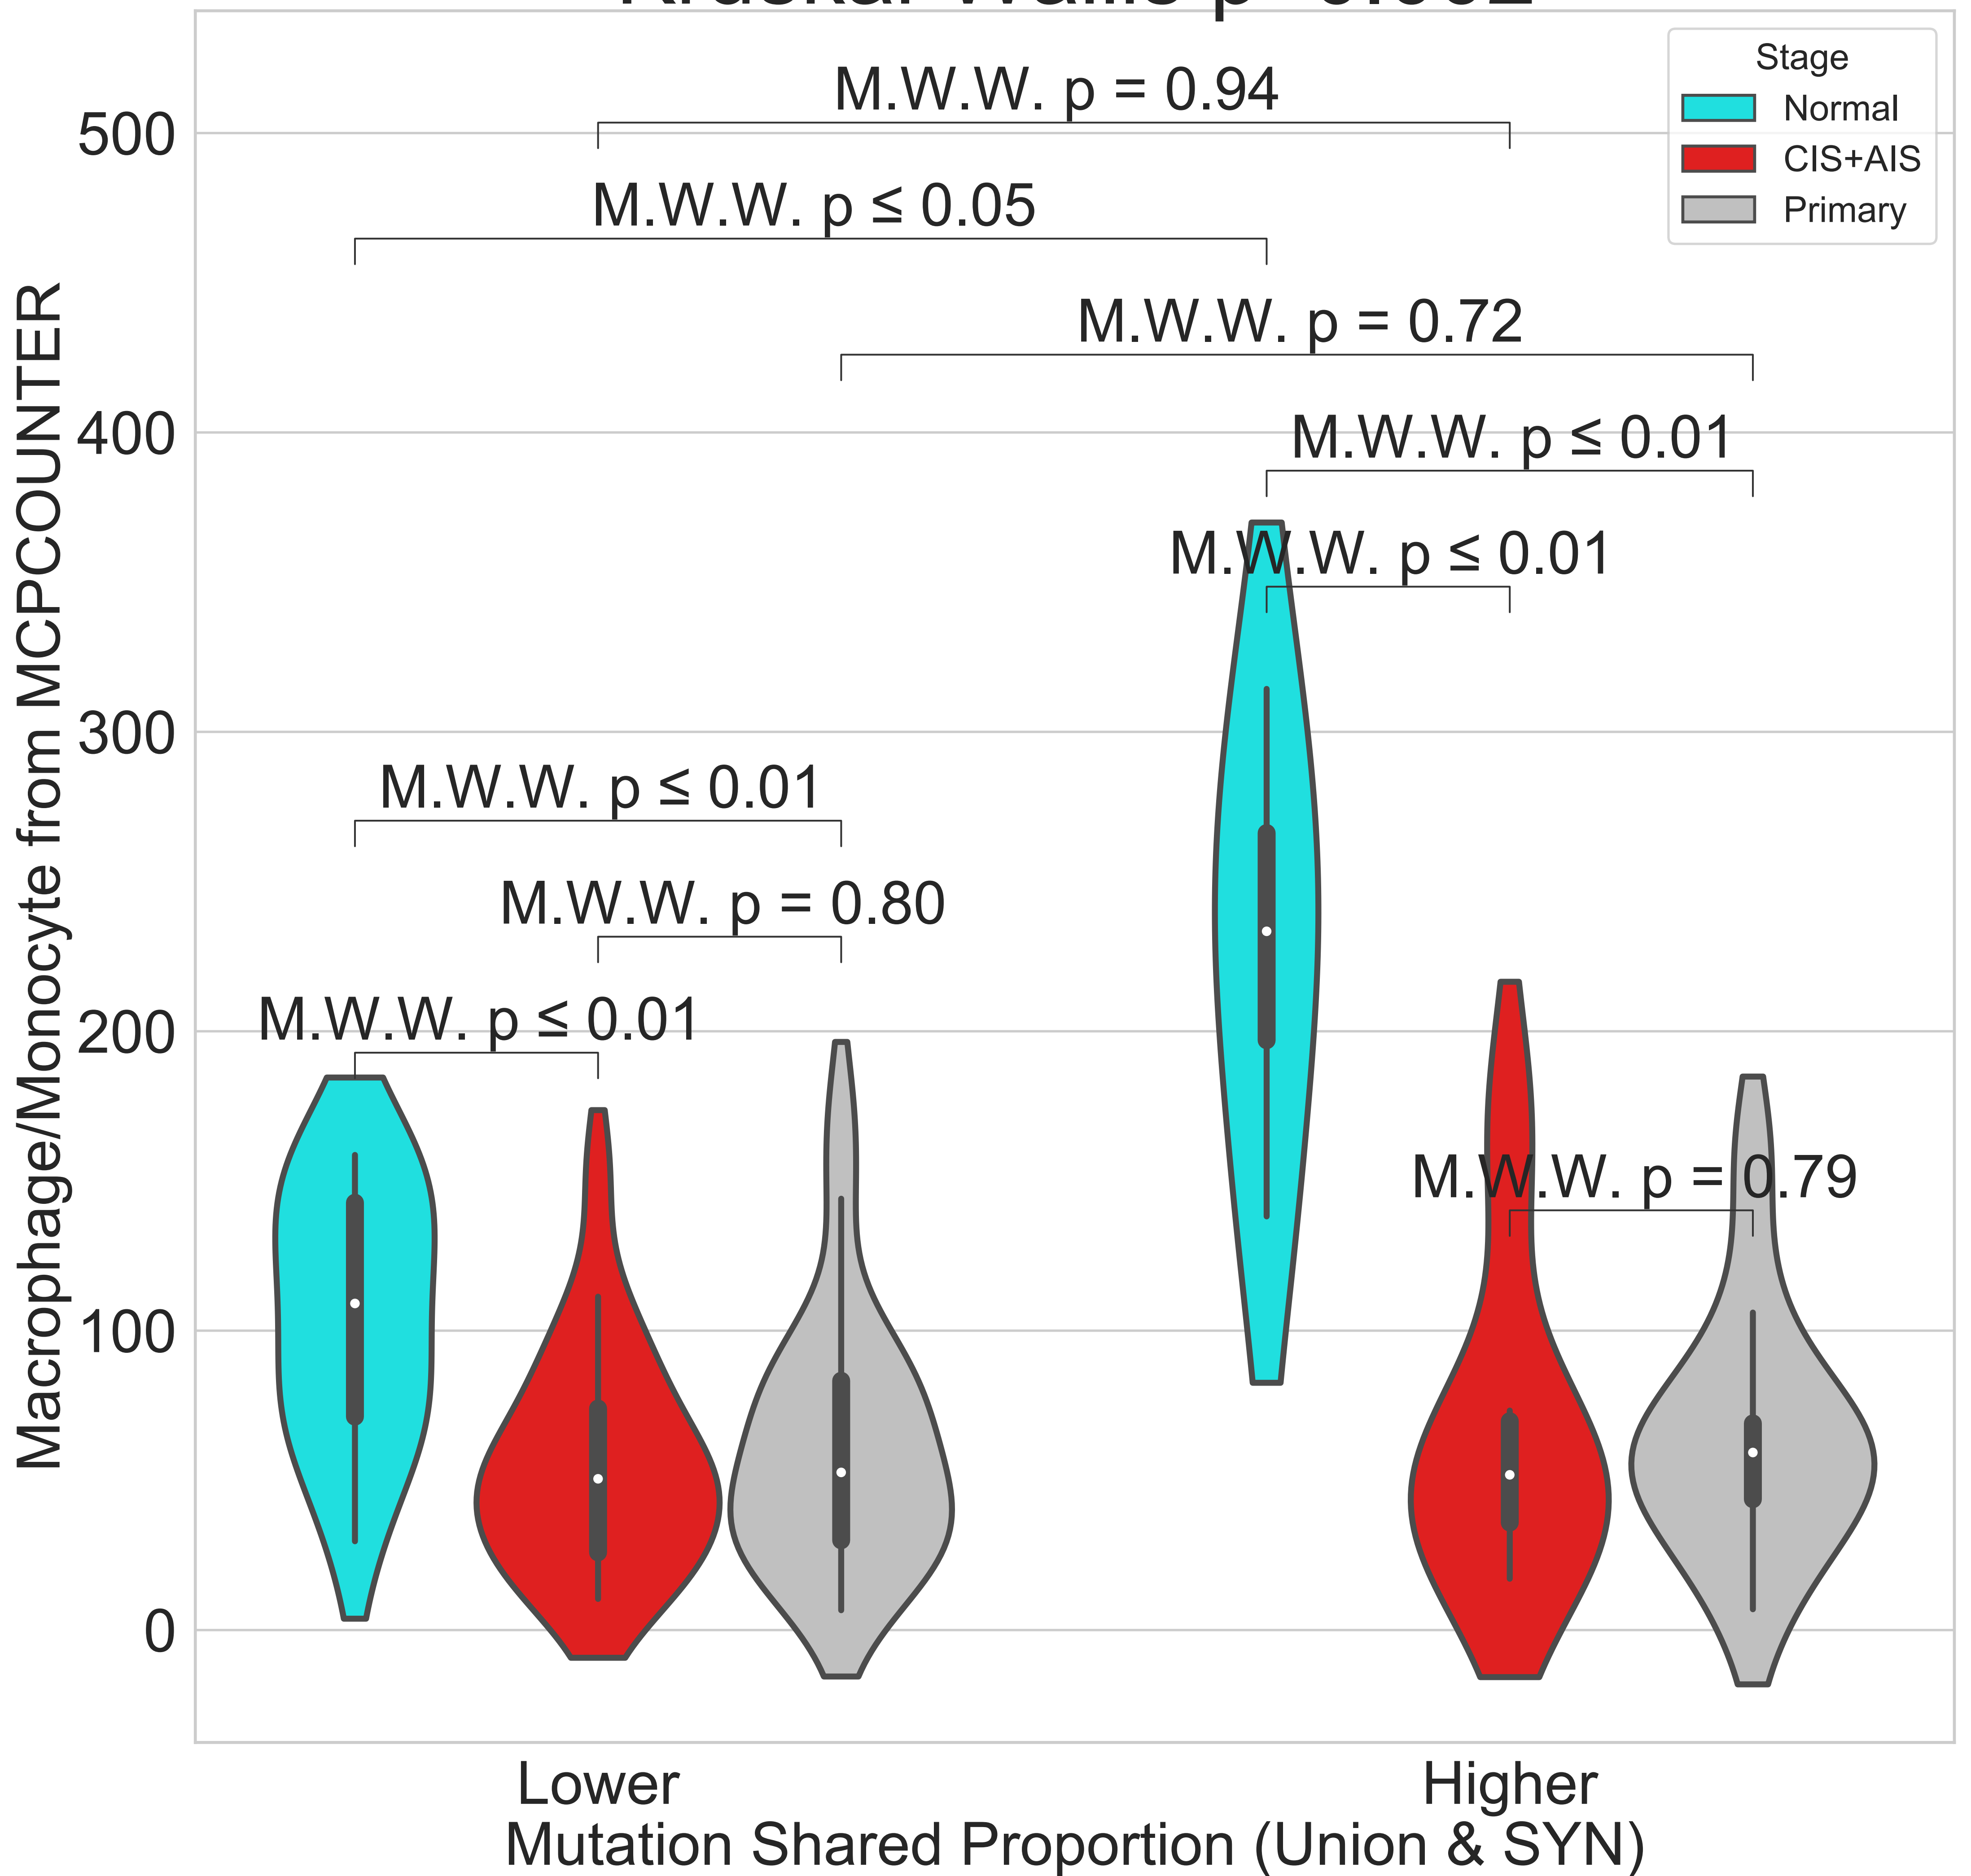 Stage
Normal
CIS+AIS
Primary
M.W.W. p = 0.94
M.W.W. p ≤ 0.05
M.W.W. p = 0.72
M.W.W. p ≤ 0.01
M.W.W. p ≤ 0.01
M.W.W. p ≤ 0.01
M.W.W. p = 0.80
M.W.W. p ≤ 0.01
M.W.W. p = 0.79
Macrophage/Monocyte from MCPCOUNTER
500
400
300
200
100
0
Lower
Higher
Mutation Shared Proportion (Union & SYN)